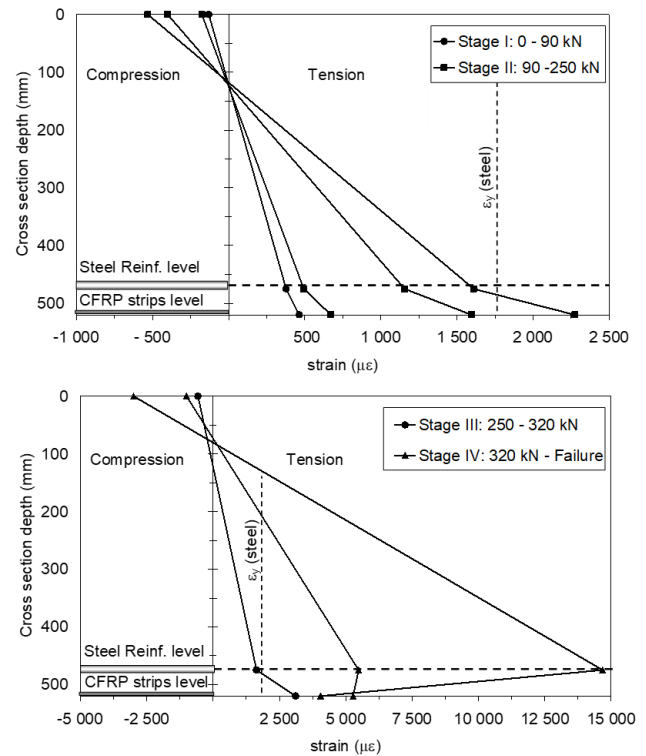 0
100
200
300
400
500
Cross section depth (mm)
Compression
Tension
Stage I: 0 - 90 kN
Stage II: 90 -250 kN
εy (steel)
Steel Reinf. level
CFRP strips level
-1 000 -500 0 500 1 000 1 500 2 000 2 500
strain (με)
0
100
200
300
400
500
Cross section depth (mm)
Compression
Tension
Stage III: 250 - 320 kN
Stage IV: 320 kN - Failure
εy (steel)
Steel Reinf. level
CFRP strips level
-5 000 -2 500 0 2 500 5 000 7 500 10 000 12 500 15 000
strain (με)